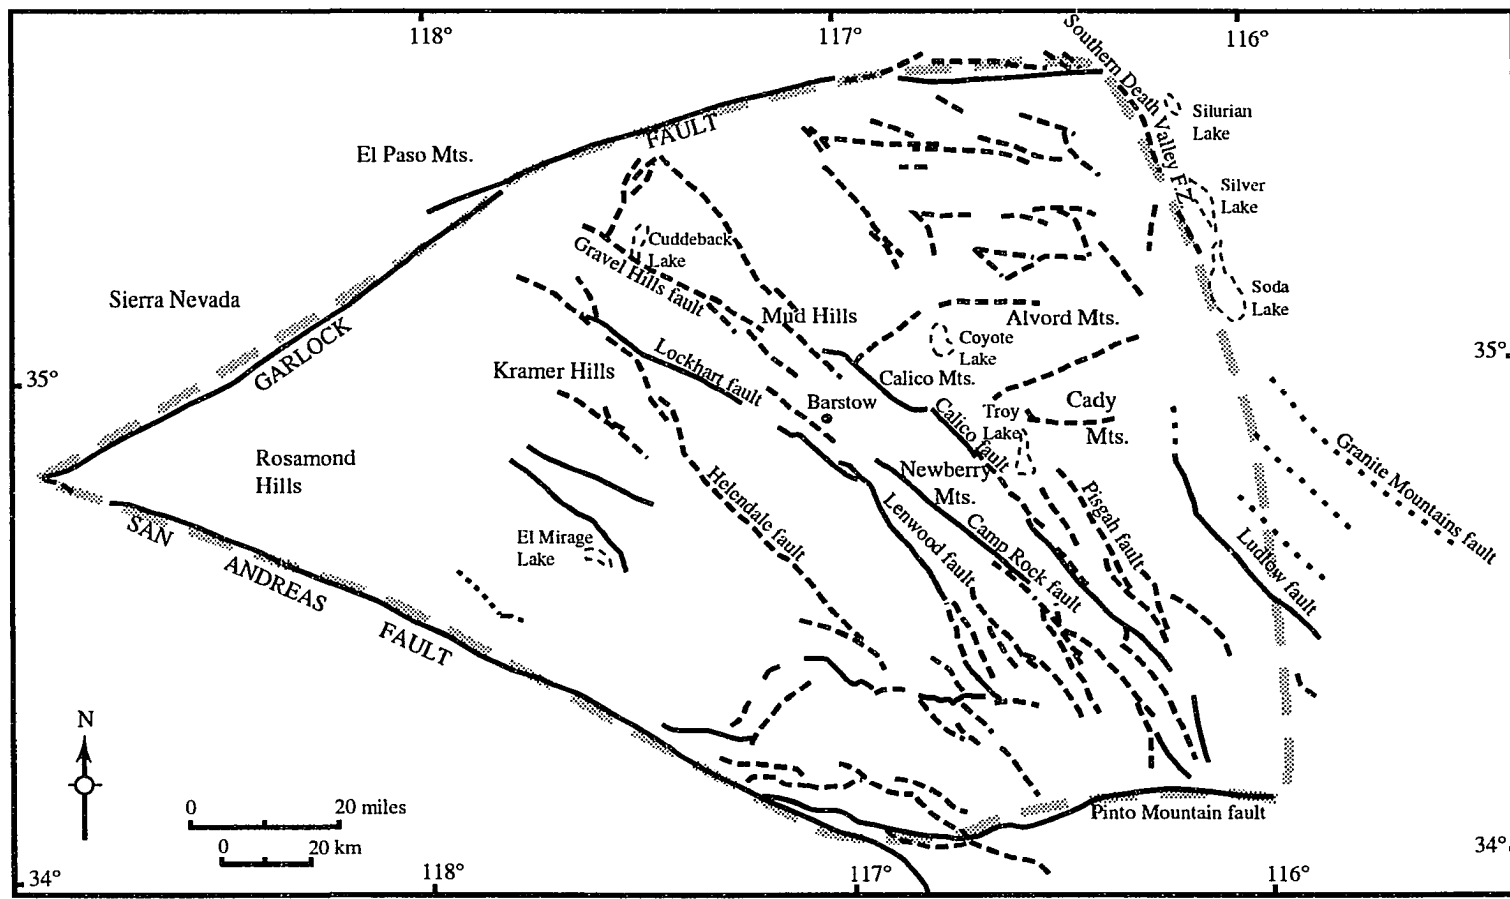 118°
117°
116°
Southern Death Valley F.Z.
Silurian
Lake
FAULT
El Paso Mts.
Silver
Lake
Cuddeback
Lake
Gravel Hills fault
Sierra Nevada
Soda
Lake
Mud Hills
Alvord Mts.
GARLOCK
Coyote
Lake
35°
35°
Lockhart fault
Kramer Hills
Calico Mts.
Barstow
Calico fault
Troy
Lake
Cady
Mts.
Granite Mountains fault
Rosamond
Hills
Helendale fault
Newberry
Mts.
Pisgah fault
Lenwood fault
Camp Rock fault
Ludlow fault
El Mirage
Lake
SAN
ANDREAS
FAULT
N
0
20 miles
0
20 km
Pinto Mountain fault
34°
34°
118°
117°
116°